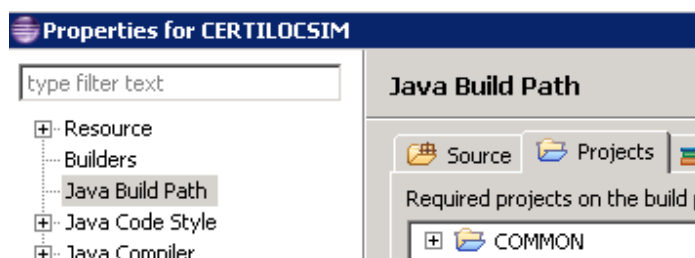 Properties for CERTILOCSIM
type filter text
Resource
Builders
Java Build Path
Java Code Style
Java Compiler
Java Build Path
Source Projects
Required projects on the build
COMMON